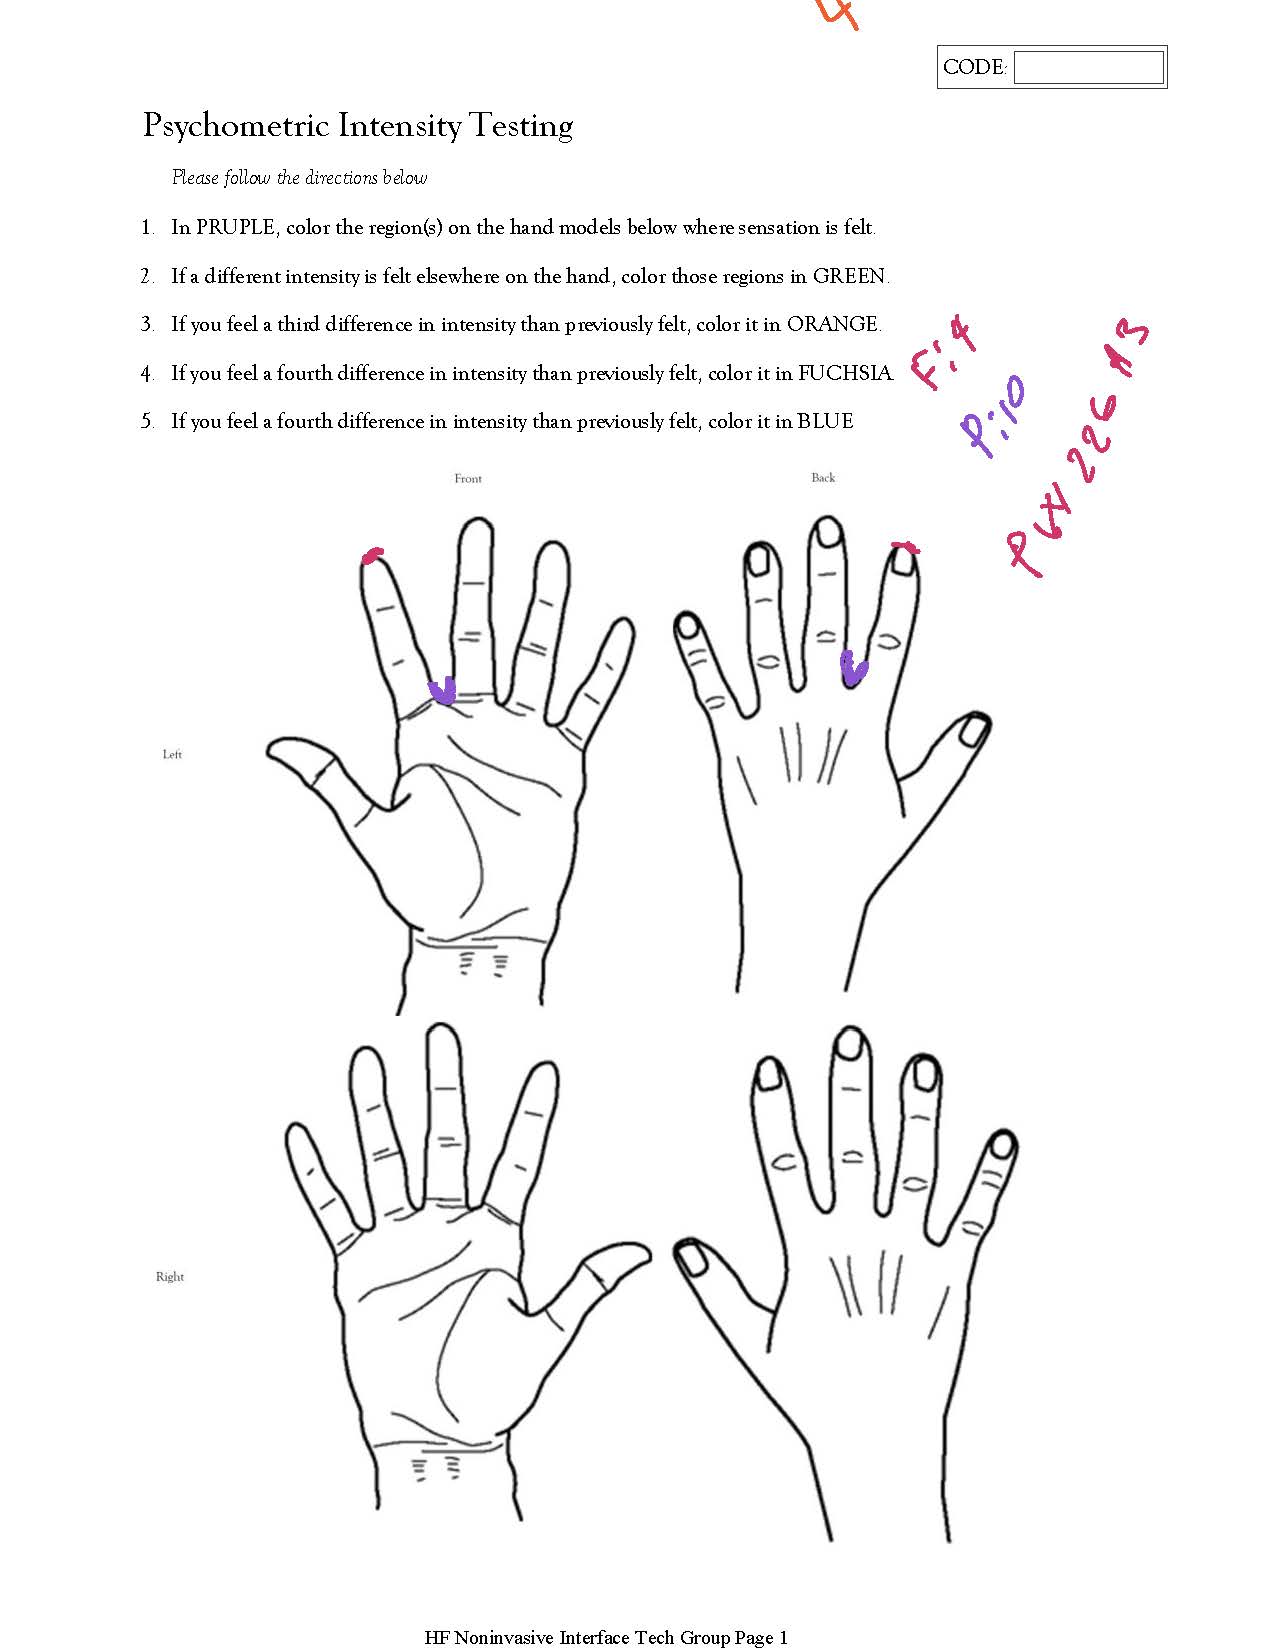 4
CODE:
Psychometric Intensity Testing
Please follow the directions below
1. In PRUPLE, color the region(s) on the hand models below where sensation is felt.
2. If a different intensity is felt elsewhere on the hand, color those regions in GREEN.
3. If you feel a third difference in intensity than previously felt, color it in ORANGE.
4. If you feel a fourth difference in intensity than previously felt, color it in FUCHSIA.
5. If you feel a fourth difference in intensity than previously felt, color it in BLUE
F:4
P:10
PW 226 A3
Front
Back
Left
Right
HF Noninvasive Interface Tech Group Page 1